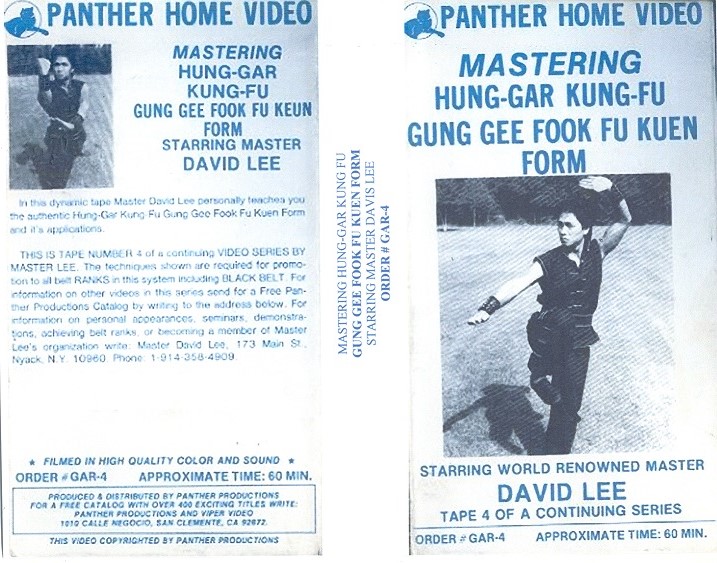 PANTHER HOME VIDEO
MASTERING
HUNG-GAR
KUNG-FU
GUNG GEE FOOK FU KEUN
FORM
STARRING MASTER
DAVID LEE
In this dynamic tape Master David Lee personally teaches you
the authentic Hung-Gar Kung Fu Gung Gee Fook Fu Kuen Form
and it's applications.
THIS IS TAPE NUMBER 4 of a continuing VIDEO SERIES BY
MASTER LEE. The techniques shown are required for promo-
tion to all belt RANKS in this system including BLACK BELT. For
information on other videos in this series send for a Free Pan-
ther Productions Catalog by writing to the address below. For
information on personal appearances, seminars, demonstra-
tions, achieving belt ranks, or becoming a member of Master
Lee's organization write: Master David Lee, 173 Main St.,
Nyack, N.Y. 10960 Phone: 1-914-358-4909.
★ FILMED IN HIGH QUALITY COLOR AND SOUND ★
ORDER # GAR-4 APPROXIMATE TIME: 60 MIN.
PRODUCED & DISTRIBUTED BY PANTHER PRODUCTIONS
FOR A FREE CATALOG WITH OVER 400 EXCITING TITLES WRITE:
PANTHER PRODUCTIONS AND VIPER VIDEO
1010 CALLE NEGOCIO, SAN CLEMENTE, CA 92672.
THIS VIDEO COPYRIGHTED BY PANTHER PRODUCTIONS
MASTERING HUNG-GAR KUNG FU
GUNG GEE FOOK FU KUEN FORM
STARRING MASTER DAVIS LEE
ORDER # GAR-4
PANTHER HOME VIDEO
MASTERING
HUNG-GAR KUNG-FU
GUNG GEE FOOK FU KUEN
FORM
STARRING WORLD RENOWNED MASTER
DAVID LEE
TAPE 4 OF A CONTINUING SERIES
ORDER # GAR-4 APPROXIMATE TIME: 60 MIN.